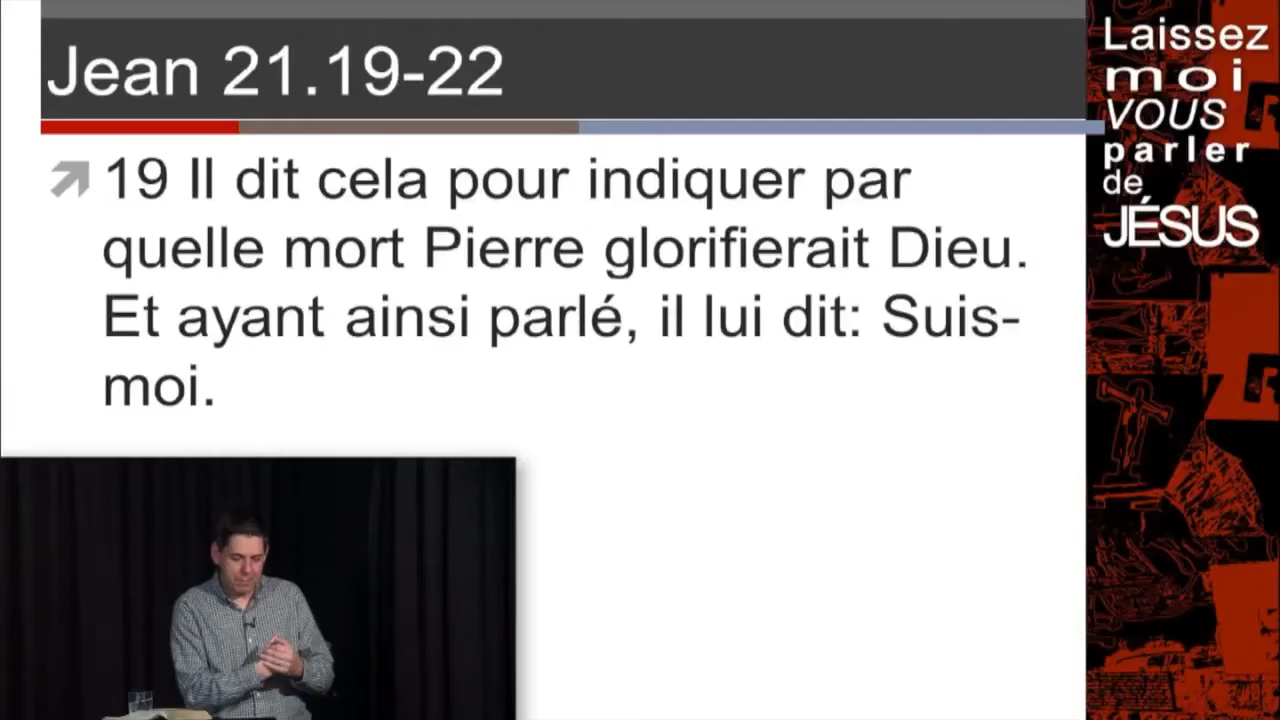 Jean 21.19-22
19 Il dit cela pour indiquer par
quelle mort Pierre glorifierait Dieu.
Et ayant ainsi parlé, il lui dit: Suis-
moi.
Laissez
moi
VOUS
parler
de
JÉSUS